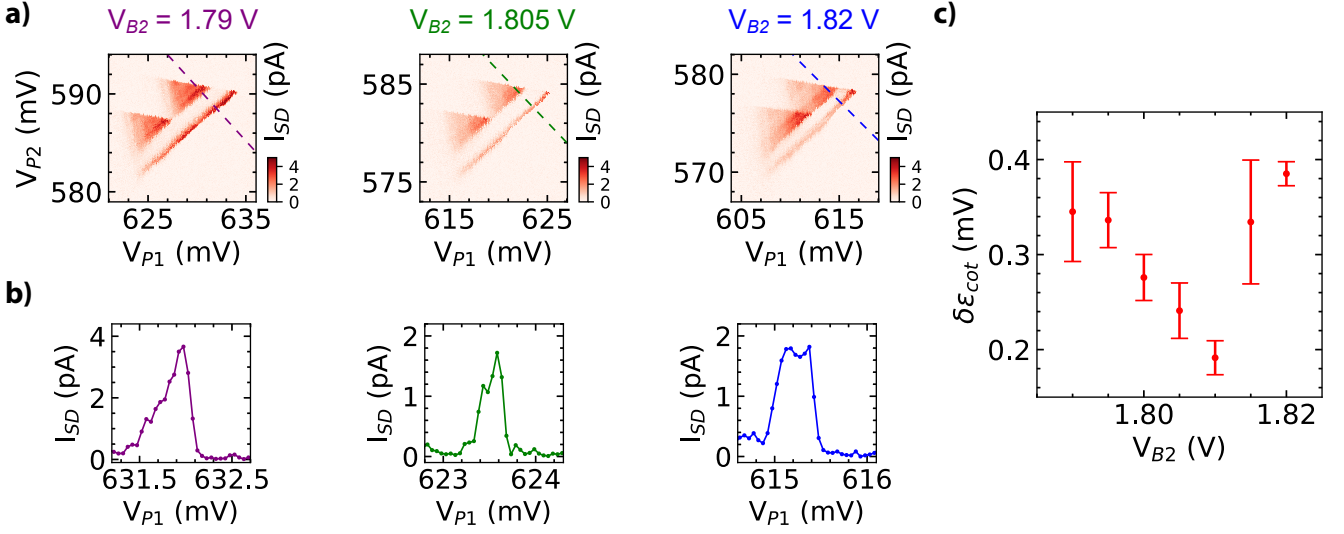 a)
V_B2 = 1.79 V
V_B2 = 1.805 V
V_B2 = 1.82 V
c)
V_P2 (mV)
590
580
I_SD (pA)
4
2
0
625
635
V_P1 (mV)
585
575
I_SD (pA)
4
2
0
615
625
V_P1 (mV)
580
570
I_SD (pA)
4
2
0
605
615
V_P1 (mV)
b)
I_SD (pA)
4
2
0
631.5
632.5
V_P1 (mV)
I_SD (pA)
2
1
0
623
624
V_P1 (mV)
I_SD (pA)
2
1
0
615
616
V_P1 (mV)
δε_cot (mV)
0.4
0.3
0.2
1.80
1.82
V_B2 (V)